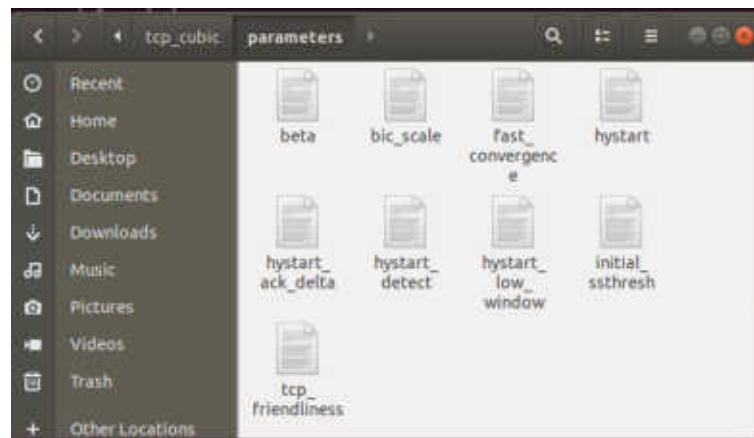 tcp_cubic parameters
Recent
Home
Desktop
Documents
Downloads
Music
Pictures
Videos
Trash
Other Locations
beta
bic_scale
fast_
convergenc
e
hystart
hystart_
ack_delta
hystart_
detect
hystart_
low_
window
initial_
ssthresh
tcp_
friendliness